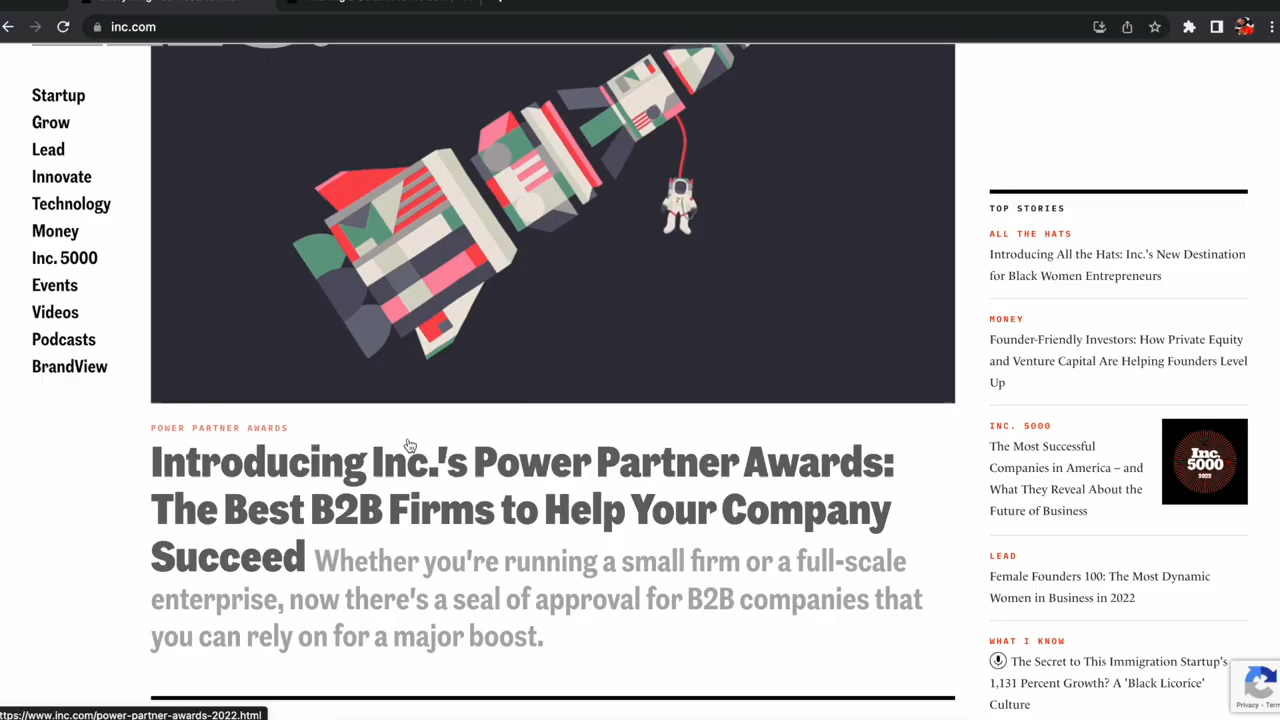 inc.com
Startup
Grow
Lead
Innovate
Technology
Money
Inc. 5000
Events
Videos
Podcasts
BrandView
POWER PARTNER AWARDS
Introducing Inc.'s Power Partner Awards:
The Best B2B Firms to Help Your Company
Succeed Whether you're running a small firm or a full-scale
enterprise, now there's a seal of approval for B2B companies that
you can rely on for a major boost.
TOP STORIES
ALL THE HATS
Introducing All the Hats: Inc.'s New Destination
for Black Women Entrepreneurs
MONEY
Founder-Friendly Investors: How Private Equity
and Venture Capital Are Helping Founders Level
Up
INC. 5000
The Most Successful
Companies in America – and
What They Reveal About the
Future of Business
Inc.
5000
2022
LEAD
Female Founders 100: The Most Dynamic
Women in Business in 2022
WHAT I KNOW
The Secret to This Immigration Startup's
1,131 Percent Growth? A 'Black Licorice'
Culture
Privacy - Term
ttps://www.inc.com/power-partner-awards-2022.html